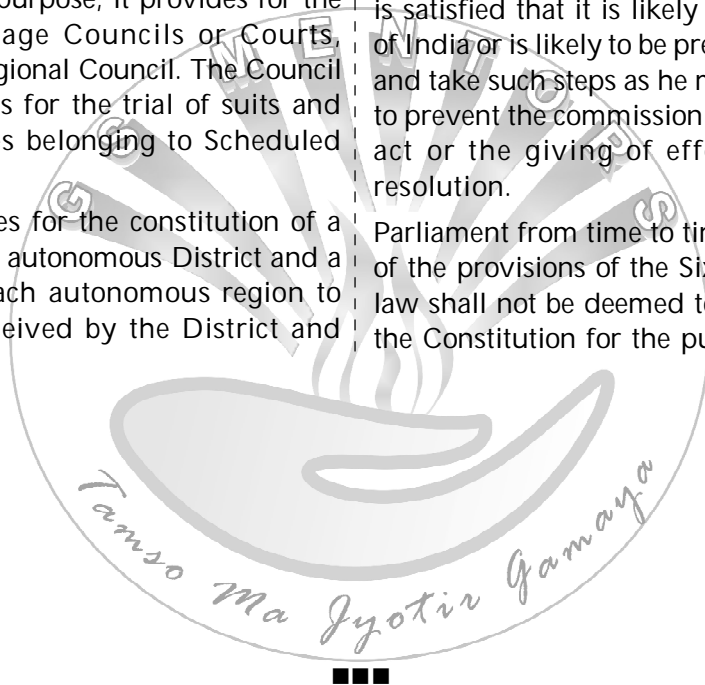 purpose, it provides for the
age Councils or Courts,
gional Council. The Council
s for the trial of suits and
s belonging to Scheduled
es for the constitution of a
autonomous District and a
ach autonomous region to
eived by the District and
is satisfied that it is likely
of India or is likely to be pre
and take such steps as he n
to prevent the commission
act or the giving of eff
resolution.
Parliament from time to tim
of the provisions of the Six
law shall not be deemed to
the Constitution for the pu
GS MENTORS
Tamso Ma Jyotir Gamaya